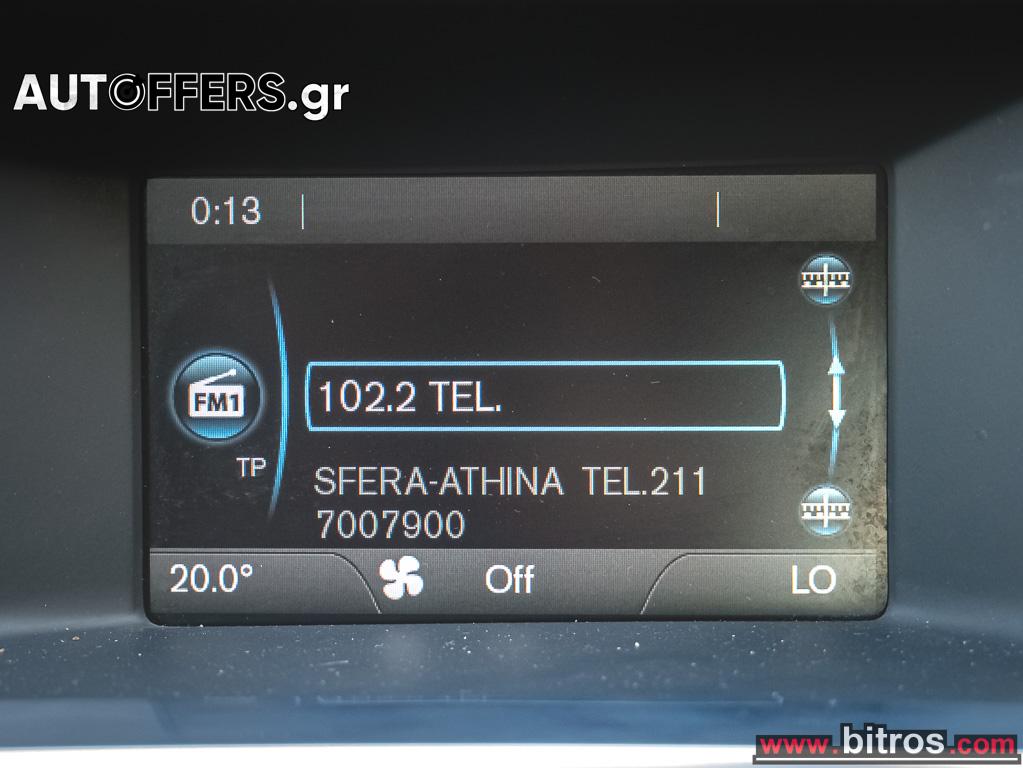 AUTOFFERS.gr
0:13
FM1
102.2 TEL.
TP
SFERA-ATHINA TEL.211
7007900
20.0°
Off
LO
www.bitros.com